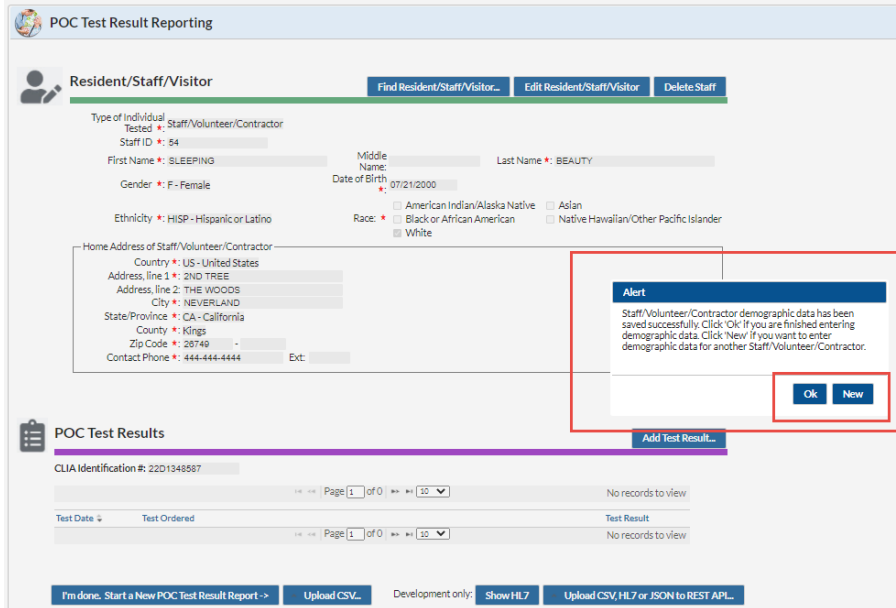 POC Test Result Reporting
Resident/Staff/Visitor
Find Resident/Staff/Visitor... Edit Resident/Staff/Visitor Delete Staff
Type of Individual
Tested *: Staff/Volunteer/Contractor
Staff ID *: 54
First Name *: SLEEPING Middle
Name: Last Name *: BEAUTY
Gender *: F - Female Date of Birth
*: 07/21/2000
Ethnicity *: HISP - Hispanic or Latino Race: * American Indian/Alaska Native Asian
Black or African American Native Hawaiian/Other Pacific Islander
White
Home Address of Staff/Volunteer/Contractor
Country *: US - United States
Address, line 1 *: 2ND TREE
Address, line 2: THE WOODS
City *: NEVERLAND
State/Province *: CA - California
County *: Kings
Zip Code *: 26749 -
Contact Phone *: 444-444-4444 Ext:
Alert
Staff/Volunteer/Contractor demographic data has been
saved successfully. Click 'Ok' if you are finished entering
demographic data. Click 'New' if you want to enter
demographic data for another Staff/Volunteer/Contractor.
Ok New
POC Test Results
Add Test Result...
CLIA Identification #: 22D1348587
Page 1 of 0 10 No records to view
Test Date Test Ordered Test Result
Page 1 of 0 10 No records to view
I'm done. Start a New POC Test Result Report -> Upload CSV... Development only: Show HL7 Upload CSV, HL7 or JSON to REST API...